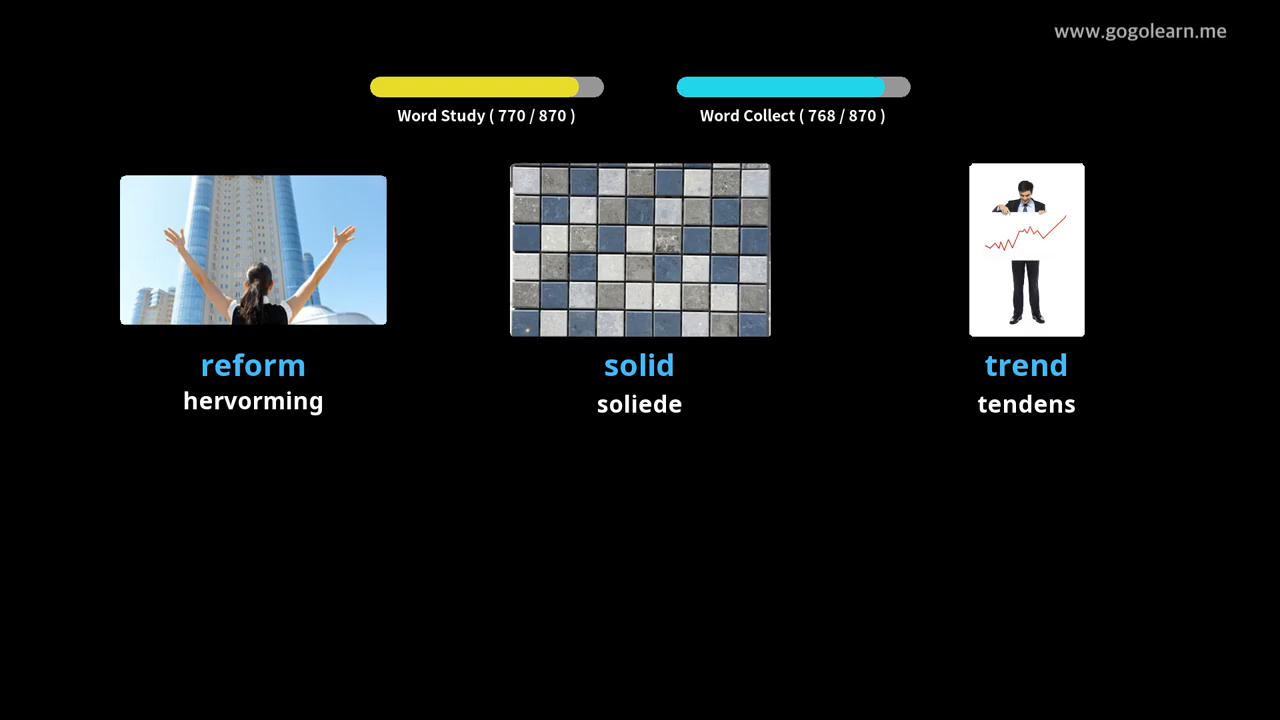 www.gogolearn.me
Word Study ( 770 / 870 )
Word Collect ( 768 / 870 )
reform
hervorming
solid
soliede
trend
tendens